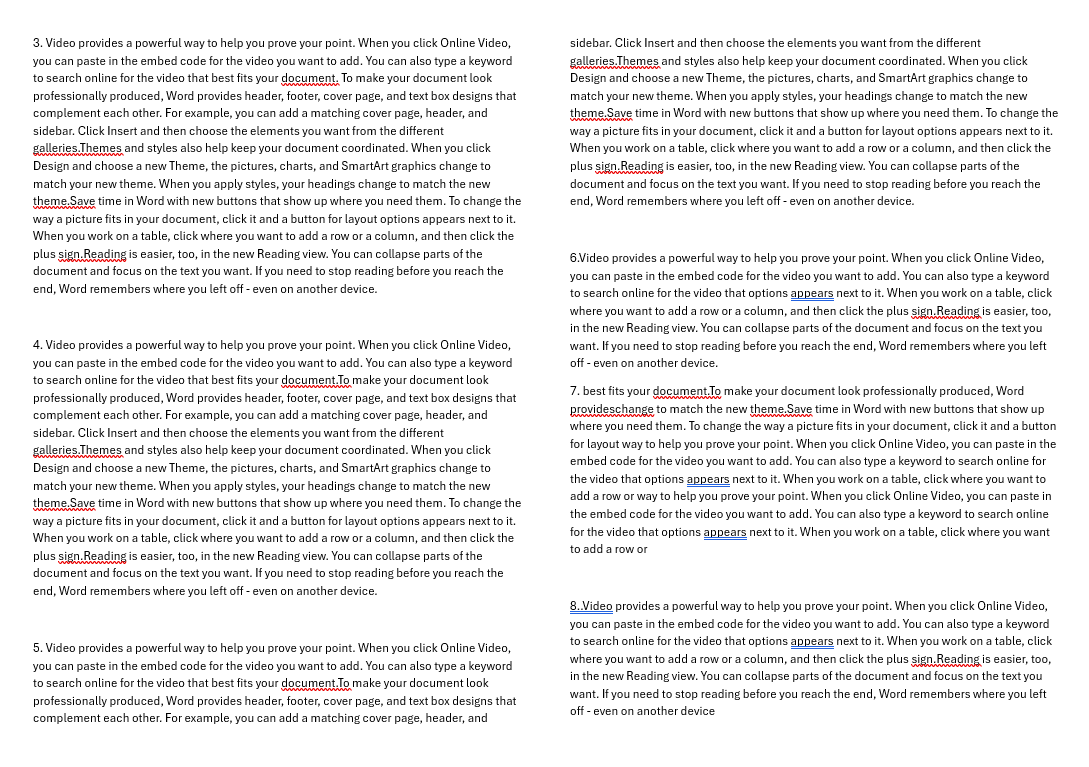 3. Video provides a powerful way to help you prove your point. When you click Online Video,
you can paste in the embed code for the video you want to add. You can also type a keyword
to search online for the video that best fits your document. To make your document look
professionally produced, Word provides header, footer, cover page, and text box designs that
complement each other. For example, you can add a matching cover page, header, and
sidebar. Click Insert and then choose the elements you want from the different
galleries.Themes and styles also help keep your document coordinated. When you click
Design and choose a new Theme, the pictures, charts, and SmartArt graphics change to
match your new theme. When you apply styles, your headings change to match the new
theme.Save time in Word with new buttons that show up where you need them. To change the
way a picture fits in your document, click it and a button for layout options appears next to it.
When you work on a table, click where you want to add a row or a column, and then click the
plus sign.Reading is easier, too, in the new Reading view. You can collapse parts of the
document and focus on the text you want. If you need to stop reading before you reach the
end, Word remembers where you left off - even on another device.
4. Video provides a powerful way to help you prove your point. When you click Online Video,
you can paste in the embed code for the video you want to add. You can also type a keyword
to search online for the video that best fits your document.To make your document look
professionally produced, Word provides header, footer, cover page, and text box designs that
complement each other. For example, you can add a matching cover page, header, and
sidebar. Click Insert and then choose the elements you want from the different
galleries.Themes and styles also help keep your document coordinated. When you click
Design and choose a new Theme, the pictures, charts, and SmartArt graphics change to
match your new theme. When you apply styles, your headings change to match the new
theme.Save time in Word with new buttons that show up where you need them. To change the
way a picture fits in your document, click it and a button for layout options appears next to it.
When you work on a table, click where you want to add a row or a column, and then click the
plus sign.Reading is easier, too, in the new Reading view. You can collapse parts of the
document and focus on the text you want. If you need to stop reading before you reach the
end, Word remembers where you left off - even on another device.
5. Video provides a powerful way to help you prove your point. When you click Online Video,
you can paste in the embed code for the video you want to add. You can also type a keyword
to search online for the video that best fits your document.To make your document look
professionally produced, Word provides header, footer, cover page, and text box designs that
complement each other. For example, you can add a matching cover page, header, and
sidebar. Click Insert and then choose the elements you want from the different
galleries.Themes and styles also help keep your document coordinated. When you click
Design and choose a new Theme, the pictures, charts, and SmartArt graphics change to
match your new theme. When you apply styles, your headings change to match the new
theme.Save time in Word with new buttons that show up where you need them. To change the
way a picture fits in your document, click it and a button for layout options appears next to it.
When you work on a table, click where you want to add a row or a column, and then click the
plus sign.Reading is easier, too, in the new Reading view. You can collapse parts of the
document and focus on the text you want. If you need to stop reading before you reach the
end, Word remembers where you left off - even on another device.
6.Video provides a powerful way to help you prove your point. When you click Online Video,
you can paste in the embed code for the video you want to add. You can also type a keyword
to search online for the video that options appears next to it. When you work on a table, click
where you want to add a row or a column, and then click the plus sign.Reading is easier, too,
in the new Reading view. You can collapse parts of the document and focus on the text you
want. If you need to stop reading before you reach the end, Word remembers where you left
off - even on another device.
7. best fits your document.To make your document look professionally produced, Word
provideschange to match the new theme.Save time in Word with new buttons that show up
where you need them. To change the way a picture fits in your document, click it and a button
for layout way to help you prove your point. When you click Online Video, you can paste in the
embed code for the video you want to add. You can also type a keyword to search online for
the video that options appears next to it. When you work on a table, click where you want to
add a row or way to help you prove your point. When you click Online Video, you can paste in
the embed code for the video you want to add. You can also type a keyword to search online
for the video that options appears next to it. When you work on a table, click where you want
to add a row or
8..Video provides a powerful way to help you prove your point. When you click Online Video,
you can paste in the embed code for the video you want to add. You can also type a keyword
to search online for the video that options appears next to it. When you work on a table, click
where you want to add a row or a column, and then click the plus sign.Reading is easier, too,
in the new Reading view. You can collapse parts of the document and focus on the text you
want. If you need to stop reading before you reach the end, Word remembers where you left
off - even on another device